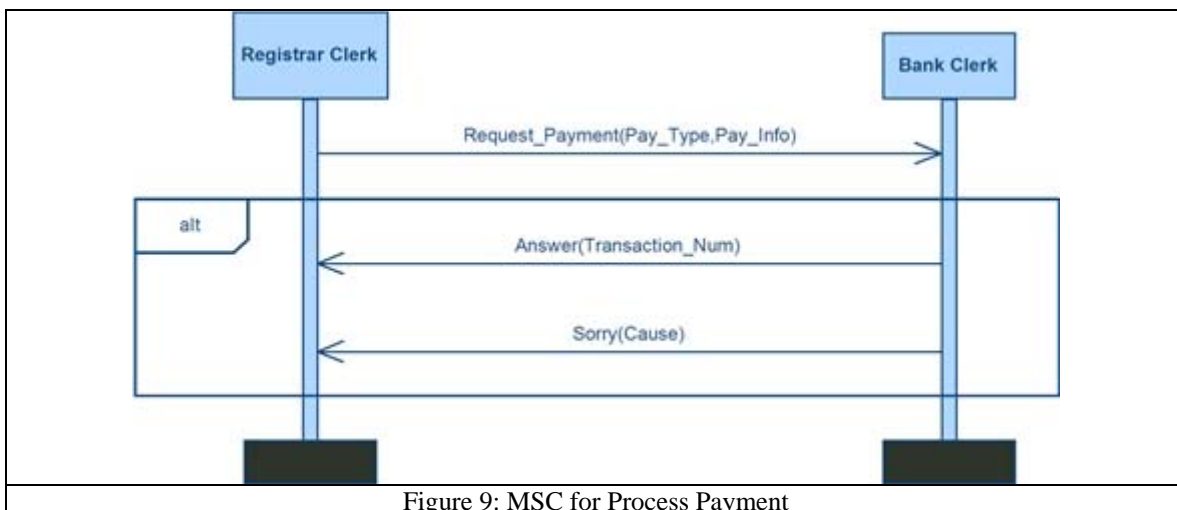 Registrar Clerk
Bank Clerk
Request_Payment(Pay_Type,Pay_Info)
alt
Answer(Transaction_Num)
Sorry(Cause)
Figure 9: MSC for Process Payment